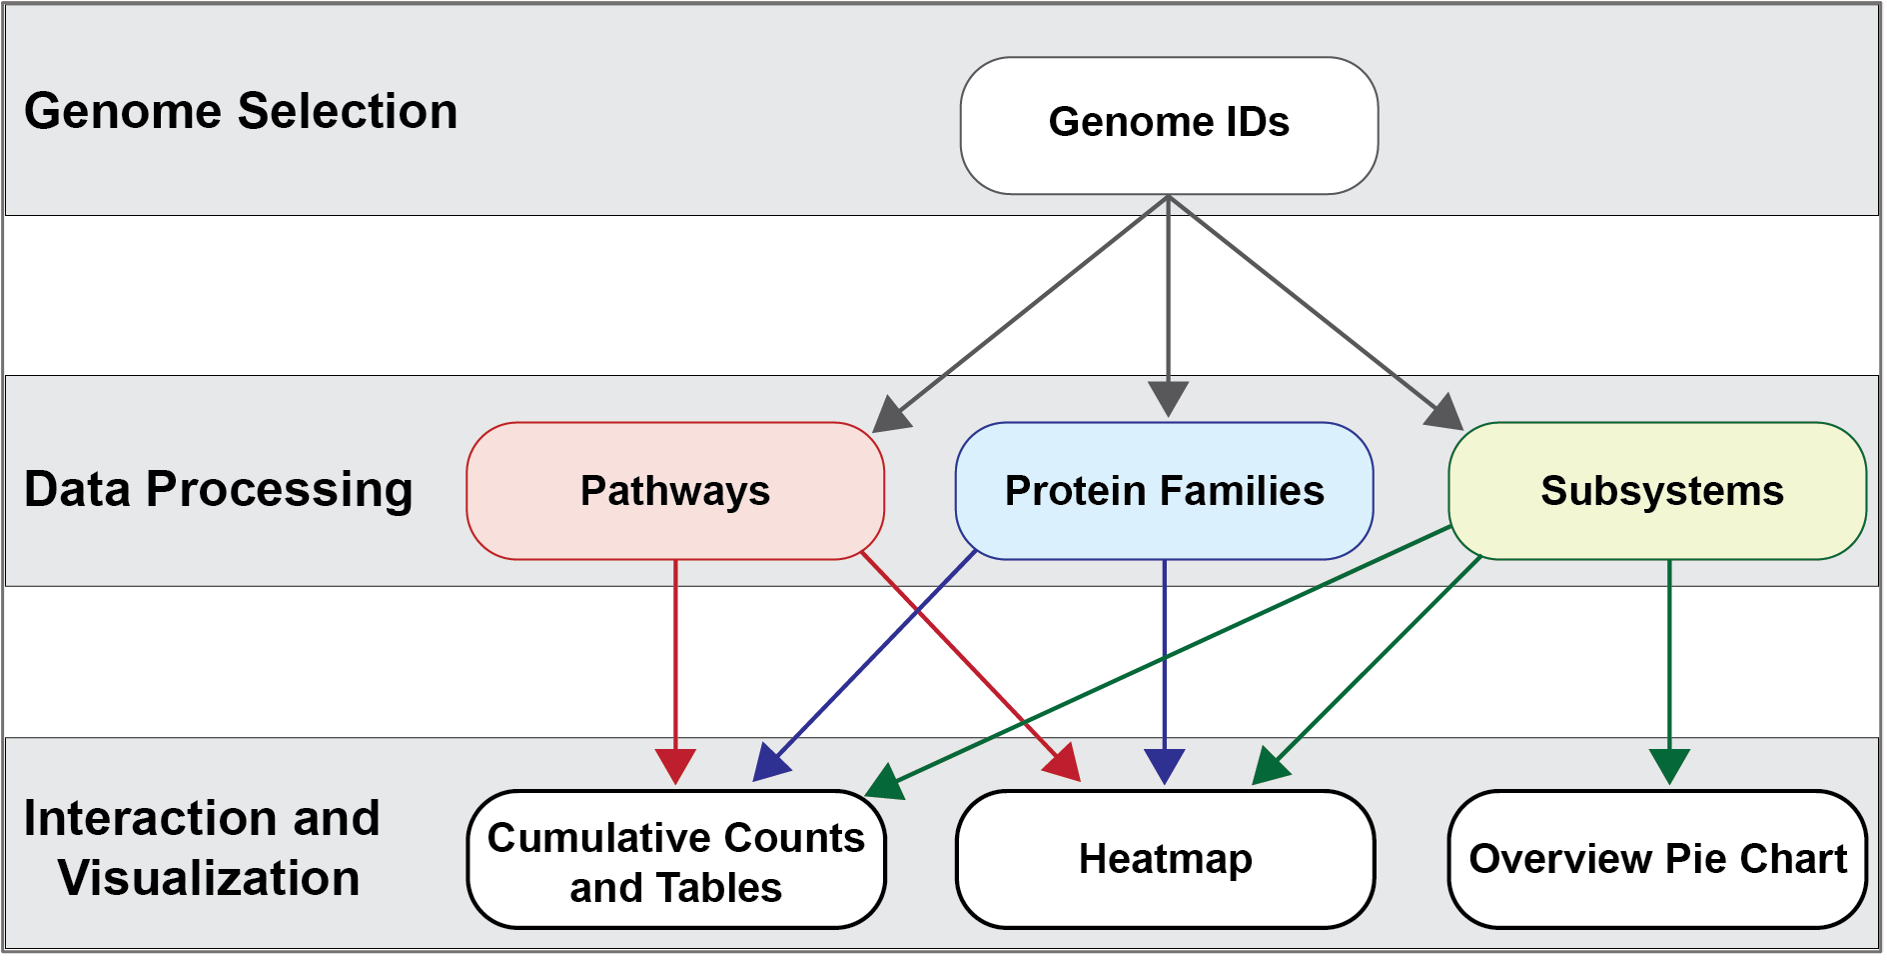 Genome Selection
Genome IDs
Data Processing
Pathways
Protein Families
Subsystems
Interaction and
Visualization
Cumulative Counts
and Tables
Heatmap
Overview Pie Chart